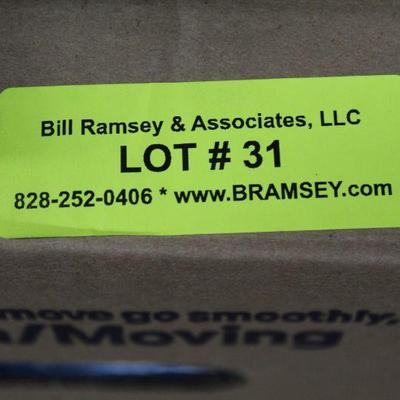 Bill Ramsey & Associates, LLC
LOT # 31
828-252-0406 * www.BRAMSEY.com
move go smoothly.
/Moving